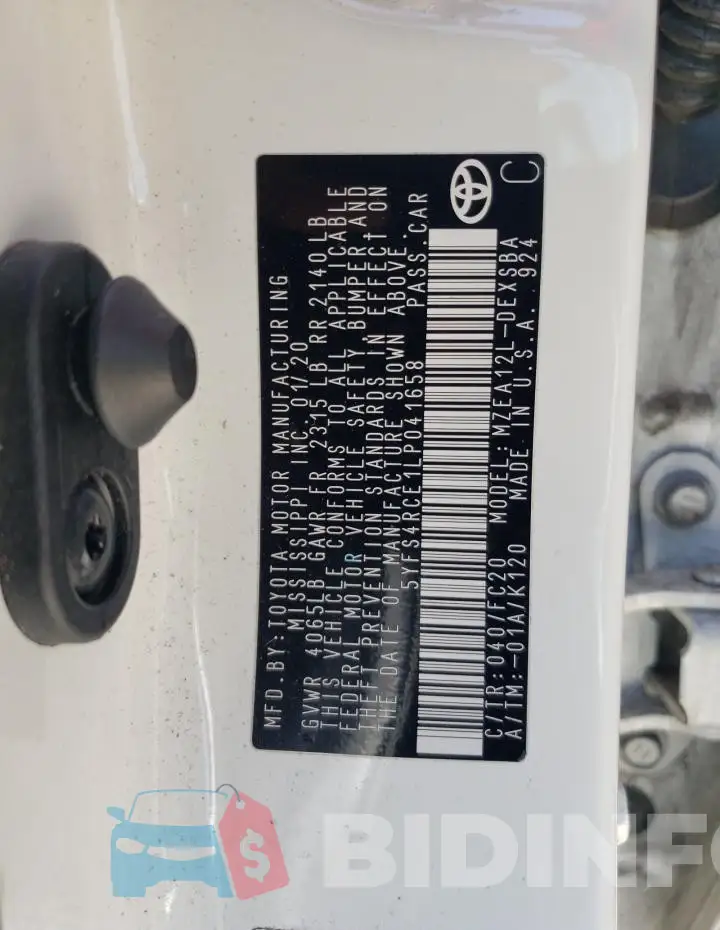 MFD.BY: TOYOTA MOTOR MANUFACTURING
MISSISSIPP INC. 01/20
GVWR 4065LB GAWR FR 2315 LB RR 2140LB
THIS VEHICLE CONFORMS TO ALL APPLICABLE
FEDERAL MOTOR VEHICLE SAFETY, BUMPER AND
THEFT PREVENTION STANDARDS IN EFFECT ON
THE DATE OF MANUFACTURE SHOWN ABOVE.
5YFS4RCE1LP041658 PASS.CAR
C/TR:040/FC20 MODEL:MZEA12L-DEXSBA
A/TM:-01A/K120 MADE IN U.S.A. 924
C
$ BIDINFO